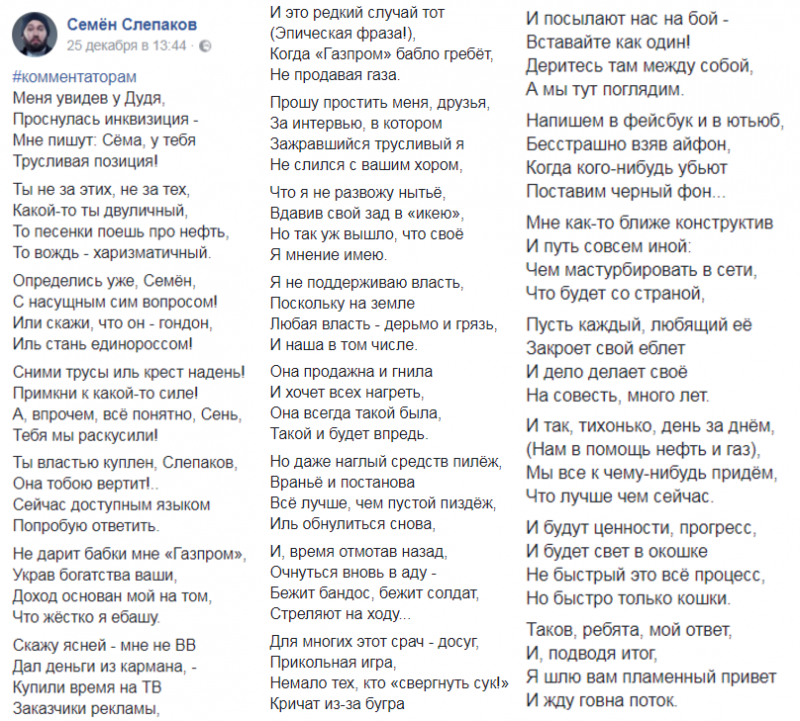 Семён Слепаков
25 декабря в 13:44 ·
#комментаторам
Меня увидев у Дудя,
Проснулась инквизиция -
Мне пишут: Сёма, у тебя
Трусливая позиция!
Ты не за этих, не за тех,
Какой-то ты двуличный,
То песенки поешь про нефть,
То вождь - харизматичный.
Определись уже, Семён,
С насущным сим вопросом!
Или скажи, что он - гондон,
Иль стань единороссом!
Сними трусы иль крест надень!
Примкни к какой-то силе!
А, впрочем, всё понятно, Сень,
Тебя мы раскусили!
Ты властью куплен, Слепаков,
Она тобою вертит!..
Сейчас доступным языком
Попробую ответить.
Не дарит бабки мне «Газпром»,
Украв богатства ваши,
Доход основан мой на том,
Что жёстко я ебашу.
Скажу ясней - мне не ВВ
Дал деньги из кармана, -
Купили время на ТВ
Заказчики рекламы,
И это редкий случай тот
(Эпическая фраза!),
Когда «Газпром» бабло гребёт,
Не продавая газа.
Прошу простить меня, друзья,
За интервью, в котором
Зажравшийся трусливый я
Не слился с вашим хором,
Что я не развожу нытьё,
Вдавив свой зад в «икею»,
Но так уж вышло, что своё
Я мнение имею.
Я не поддерживаю власть,
Поскольку на земле
Любая власть - дерьмо и грязь,
И наша в том числе.
Она продажна и гнила
И хочет всех нагреть,
Она всегда такой была,
Такой и будет впредь.
Но даже наглый средств пилёж,
Враньё и постанова
Всё лучше, чем пустой пиздёж,
Иль обнулиться снова,
И, время отмотав назад,
Очнуться вновь в аду -
Бежит бандос, бежит солдат,
Стреляют на ходу...
Для многих этот срач - досуг,
Прикольная игра,
Немало тех, кто «свергнуть сук!»
Кричат из-за бугра
И посылают нас на бой -
Вставайте как один!
Деритесь там между собой,
А мы тут поглядим.
Напишем в фейсбук и в ютьюб,
Бесстрашно взяв айфон,
Когда кого-нибудь убьют
Поставим черный фон...
Мне как-то ближе конструктив
И путь совсем иной:
Чем мастурбировать в сети,
Что будет со страной,
Пусть каждый, любящий её
Закроет свой еблет
И дело делает своё
На совесть, много лет.
И так, тихонько, день за днём,
(Нам в помощь нефть и газ),
Мы все к чему-нибудь придём,
Что лучше чем сейчас.
И будут ценности, прогресс,
И будет свет в окошке
Не быстрый это всё процесс,
Но быстро только кошки.
Таков, ребята, мой ответ,
И, подводя итог,
Я шлю вам пламенный привет
И жду говна поток.